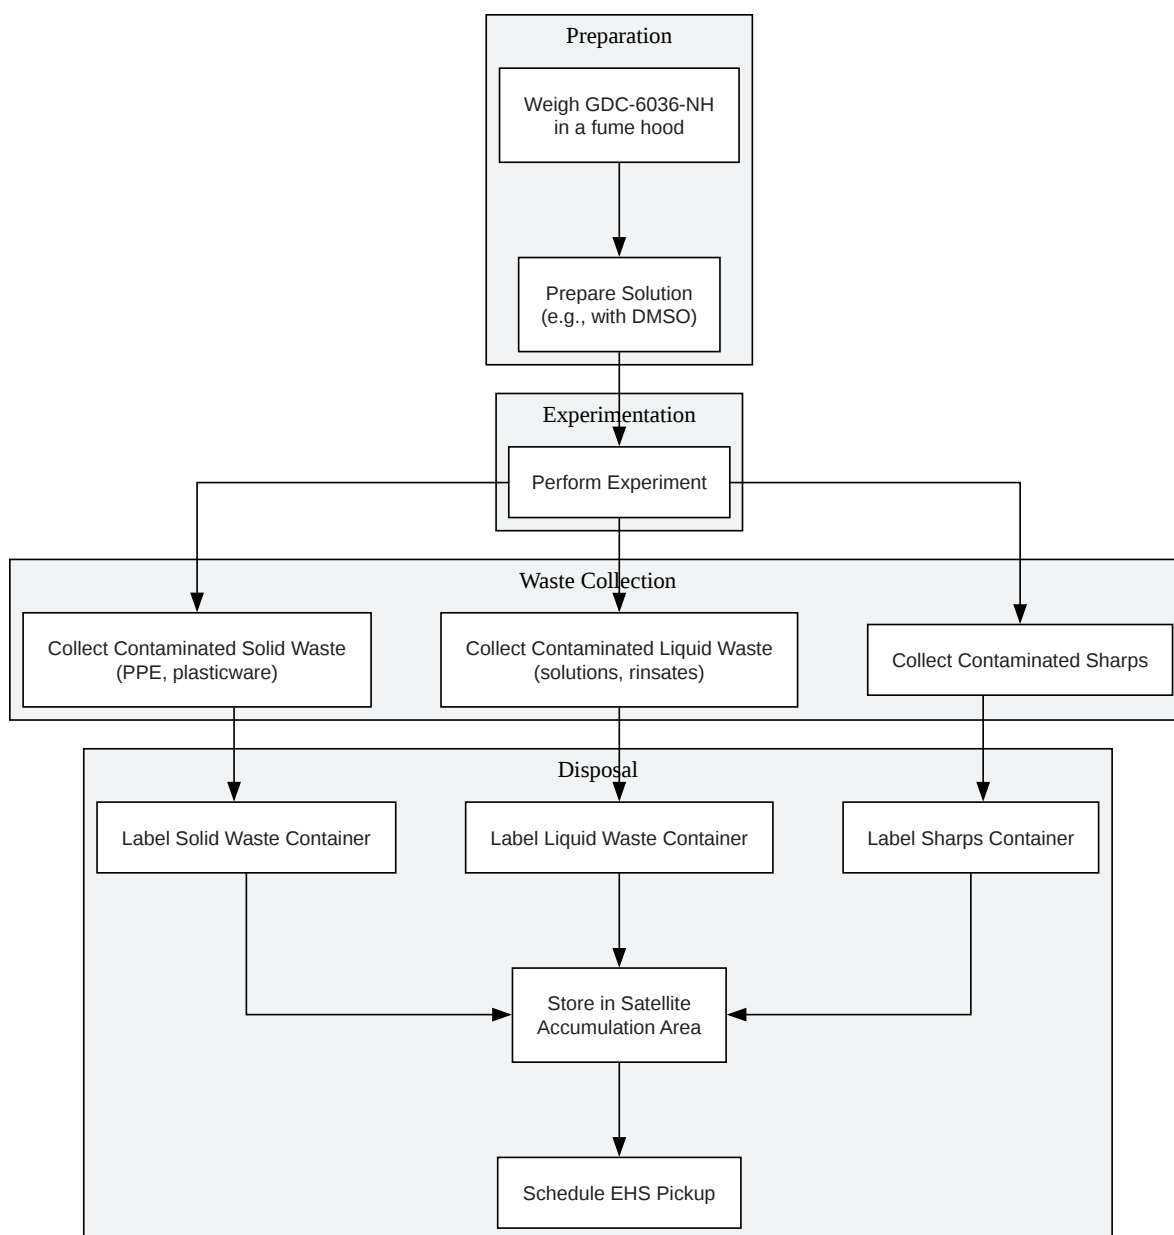 Preparation
Weigh GDC-6036-NH
in a fume hood
Prepare Solution
(e.g., with DMSO)
Experimentation
Perform Experiment
Waste Collection
Collect Contaminated Solid Waste
(PPE, plasticware)
Collect Contaminated Liquid Waste
(solutions, rinsates)
Collect Contaminated Sharps
Disposal
Label Solid Waste Container
Label Liquid Waste Container
Label Sharps Container
Store in Satellite
Accumulation Area
Schedule EHS Pickup